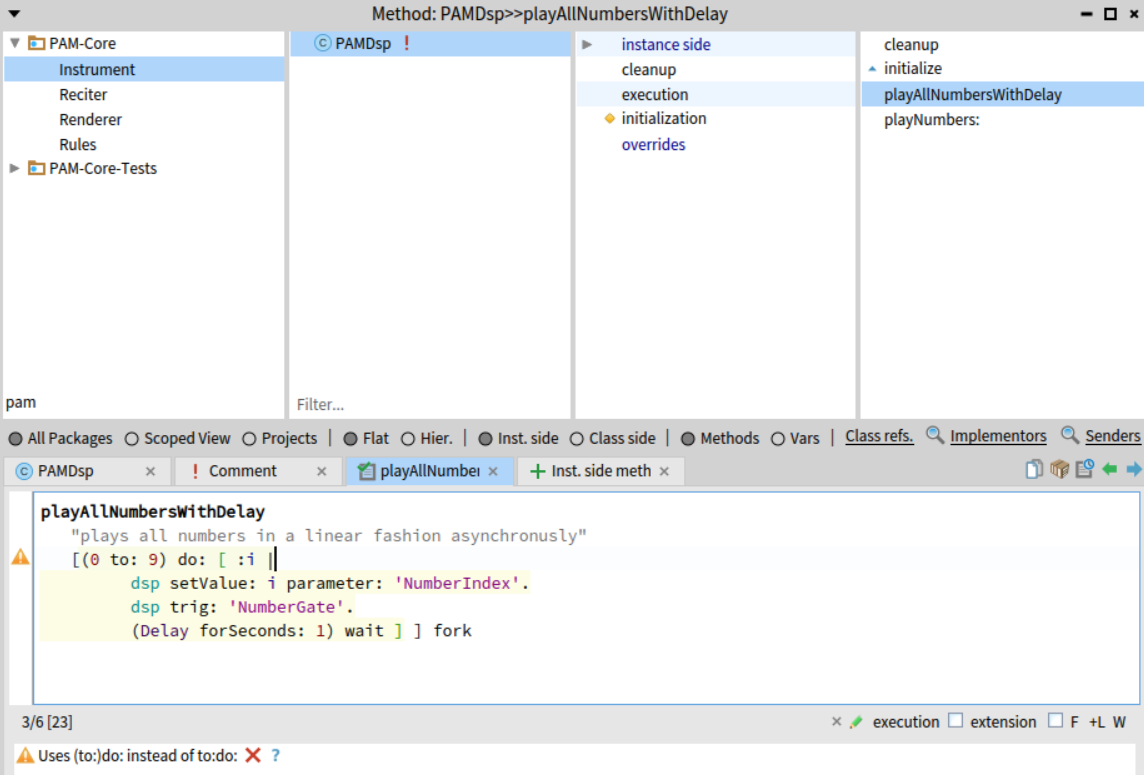 Method: PAMDsp>>playAllNumbersWithDelay
PAM-Core
Instrument
Reciter
Renderer
Rules
PAM-Core-Tests
pam
C PAMDsp !
Filter...
instance side
cleanup
execution
initialization
overrides
cleanup
initialize
playAllNumbersWithDelay
playNumbers:
All Packages Scoped View Projects | Flat Hier. | Inst. side Class side | Methods Vars | Class refs. Implementors Senders
C PAMDsp × ! Comment × playAllNumber × Inst. side meth ×
playAllNumbersWithDelay
"plays all numbers in a linear fashion asynchronusly"
[(0 to: 9) do: [ :i |
dsp setValue: i parameter: 'NumberIndex'.
dsp trig: 'NumberGate'.
(Delay forSeconds: 1) wait ] ] fork
3/6 [23] × execution extension F +L W
Uses (to:)do: instead of to:do: ?